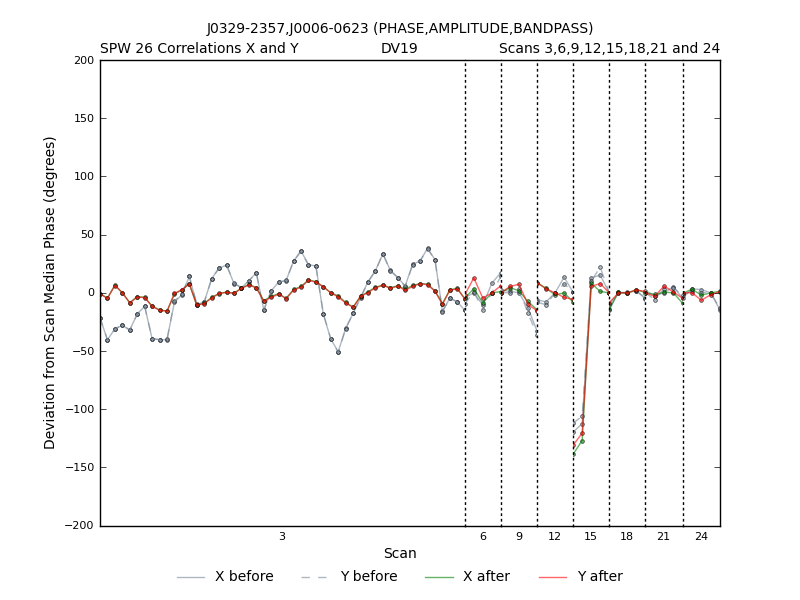 J0329-2357,J0006-0623 (PHASE,AMPLITUDE,BANDPASS)
SPW 26 Correlations X and Y DV19 Scans 3,6,9,12,15,18,21 and 24
200
150
100
50
0
−50
−100
−150
−200
Deviation from Scan Median Phase (degrees)
3 6 9 12 15 18 21 24
Scan
X before Y before X after Y after